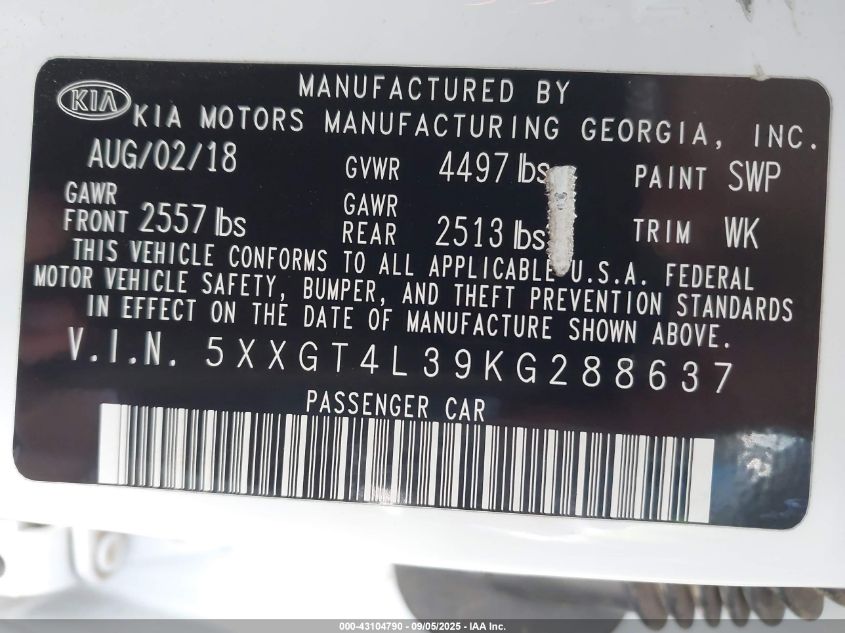 MANUFACTURED BY
KIA KIA MOTORS MANUFACTURING GEORGIA, INC.
AUG/02/18 GVWR 4497 lbs PAINT SWP
GAWR FRONT 2557 lbs GAWR REAR 2513 lbs TRIM WK
THIS VEHICLE CONFORMS TO ALL APPLICABLE U.S.A. FEDERAL
MOTOR VEHICLE SAFETY, BUMPER, AND THEFT PREVENTION STANDARDS
IN EFFECT ON THE DATE OF MANUFACTURE SHOWN ABOVE.
V.I.N. 5XXGT4L39KG288637
PASSENGER CAR
000-43104790 - 09/05/2025 - IAA Inc.